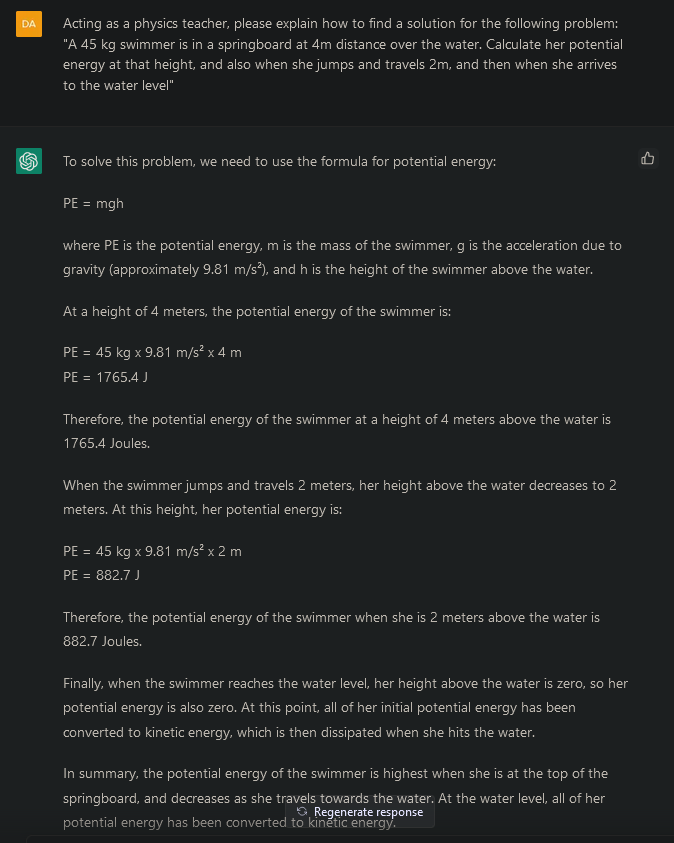 DA
Acting as a physics teacher, please explain how to find a solution for the following problem:
"A 45 kg swimmer is in a springboard at 4m distance over the water. Calculate her potential
energy at that height, and also when she jumps and travels 2m, and then when she arrives
to the water level"
To solve this problem, we need to use the formula for potential energy:
PE = mgh
where PE is the potential energy, m is the mass of the swimmer, g is the acceleration due to
gravity (approximately 9.81 m/s²), and h is the height of the swimmer above the water.
At a height of 4 meters, the potential energy of the swimmer is:
PE = 45 kg x 9.81 m/s² x 4 m
PE = 1765.4 J
Therefore, the potential energy of the swimmer at a height of 4 meters above the water is
1765.4 Joules.
When the swimmer jumps and travels 2 meters, her height above the water decreases to 2
meters. At this height, her potential energy is:
PE = 45 kg x 9.81 m/s² x 2 m
PE = 882.7 J
Therefore, the potential energy of the swimmer when she is 2 meters above the water is
882.7 Joules.
Finally, when the swimmer reaches the water level, her height above the water is zero, so her
potential energy is also zero. At this point, all of her initial potential energy has been
converted to kinetic energy, which is then dissipated when she hits the water.
In summary, the potential energy of the swimmer is highest when she is at the top of the
springboard, and decreases as she travels towards the water. At the water level, all of her
Regenerate response
potential energy has been converted to kinetic energy.